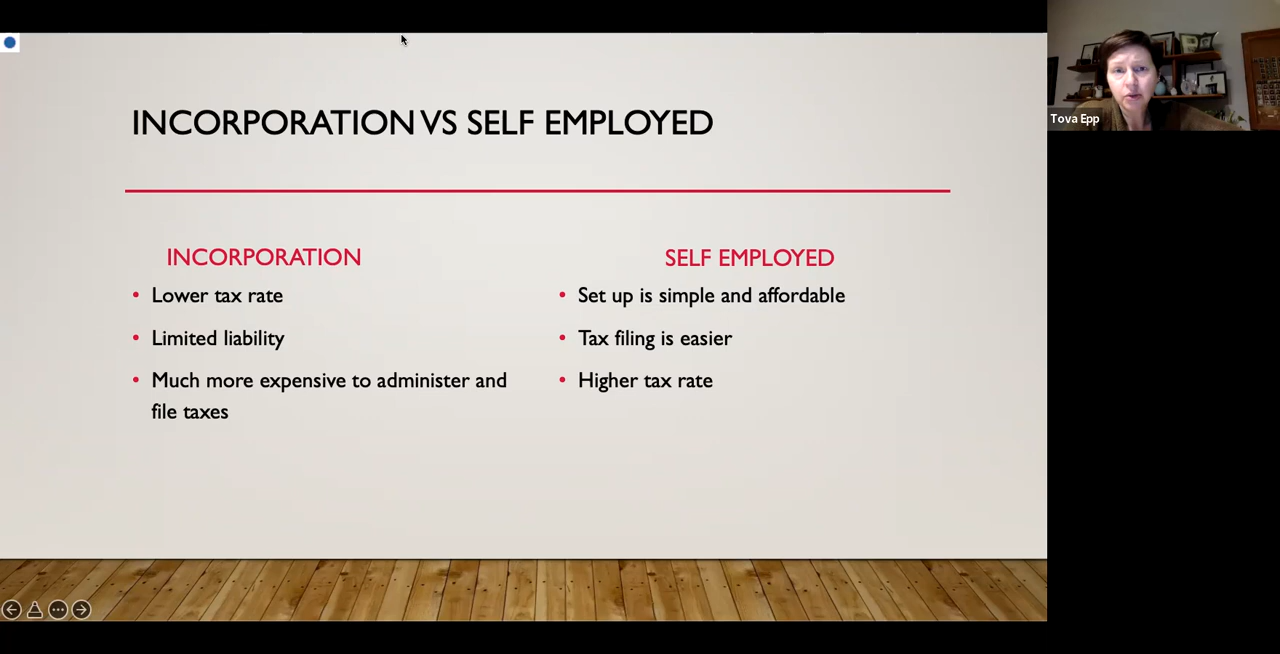 INCORPORATION VS SELF EMPLOYED
INCORPORATION
• Lower tax rate
• Limited liability
• Much more expensive to administer and
file taxes
SELF EMPLOYED
• Set up is simple and affordable
• Tax filing is easier
• Higher tax rate
Tova Epp